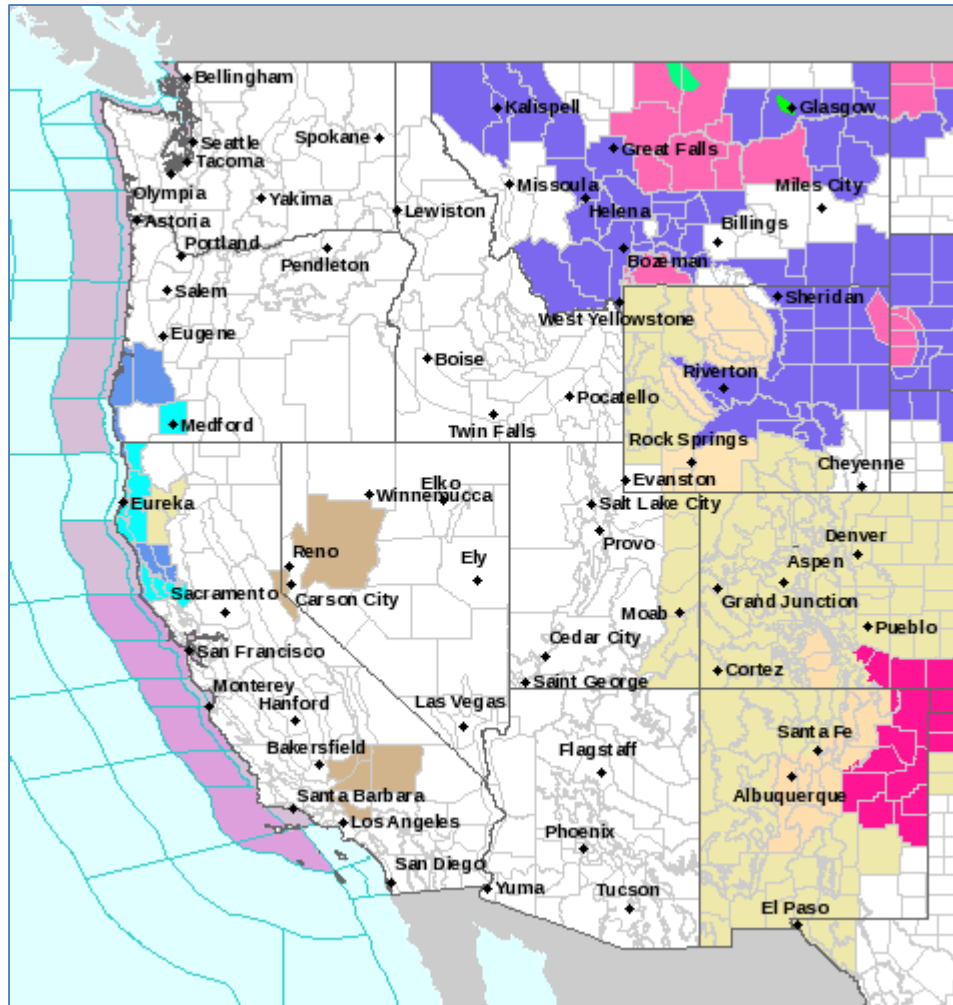 Bellingham
Kalispell
Glasgow
Seattle
Spokane
Great Falls
Tacoma
Missoula
Miles City
Olympia
Yakima
Helena
Lewiston
Astoria
Billings
Portland
Pendleton
Bozeman
Salem
Sheridan
West Yellowstone
Eugene
Boise
Riverton
Pocatello
Medford
Twin Falls
Rock Springs
Elko
Evanston
Cheyenne
Winnemucca
Eureka
Salt Lake City
Denver
Provo
Reno
Ely
Aspen
Sacramento
Carson City
Grand Junction
Moab
Pueblo
Cedar City
San Francisco
Cortez
Saint George
Monterey
Hanford
Las Vegas
Bakersfield
Flagstaff
Santa Fe
Albuquerque
Santa Barbara
Los Angeles
Phoenix
San Diego
Yuma
Tucson
El Paso